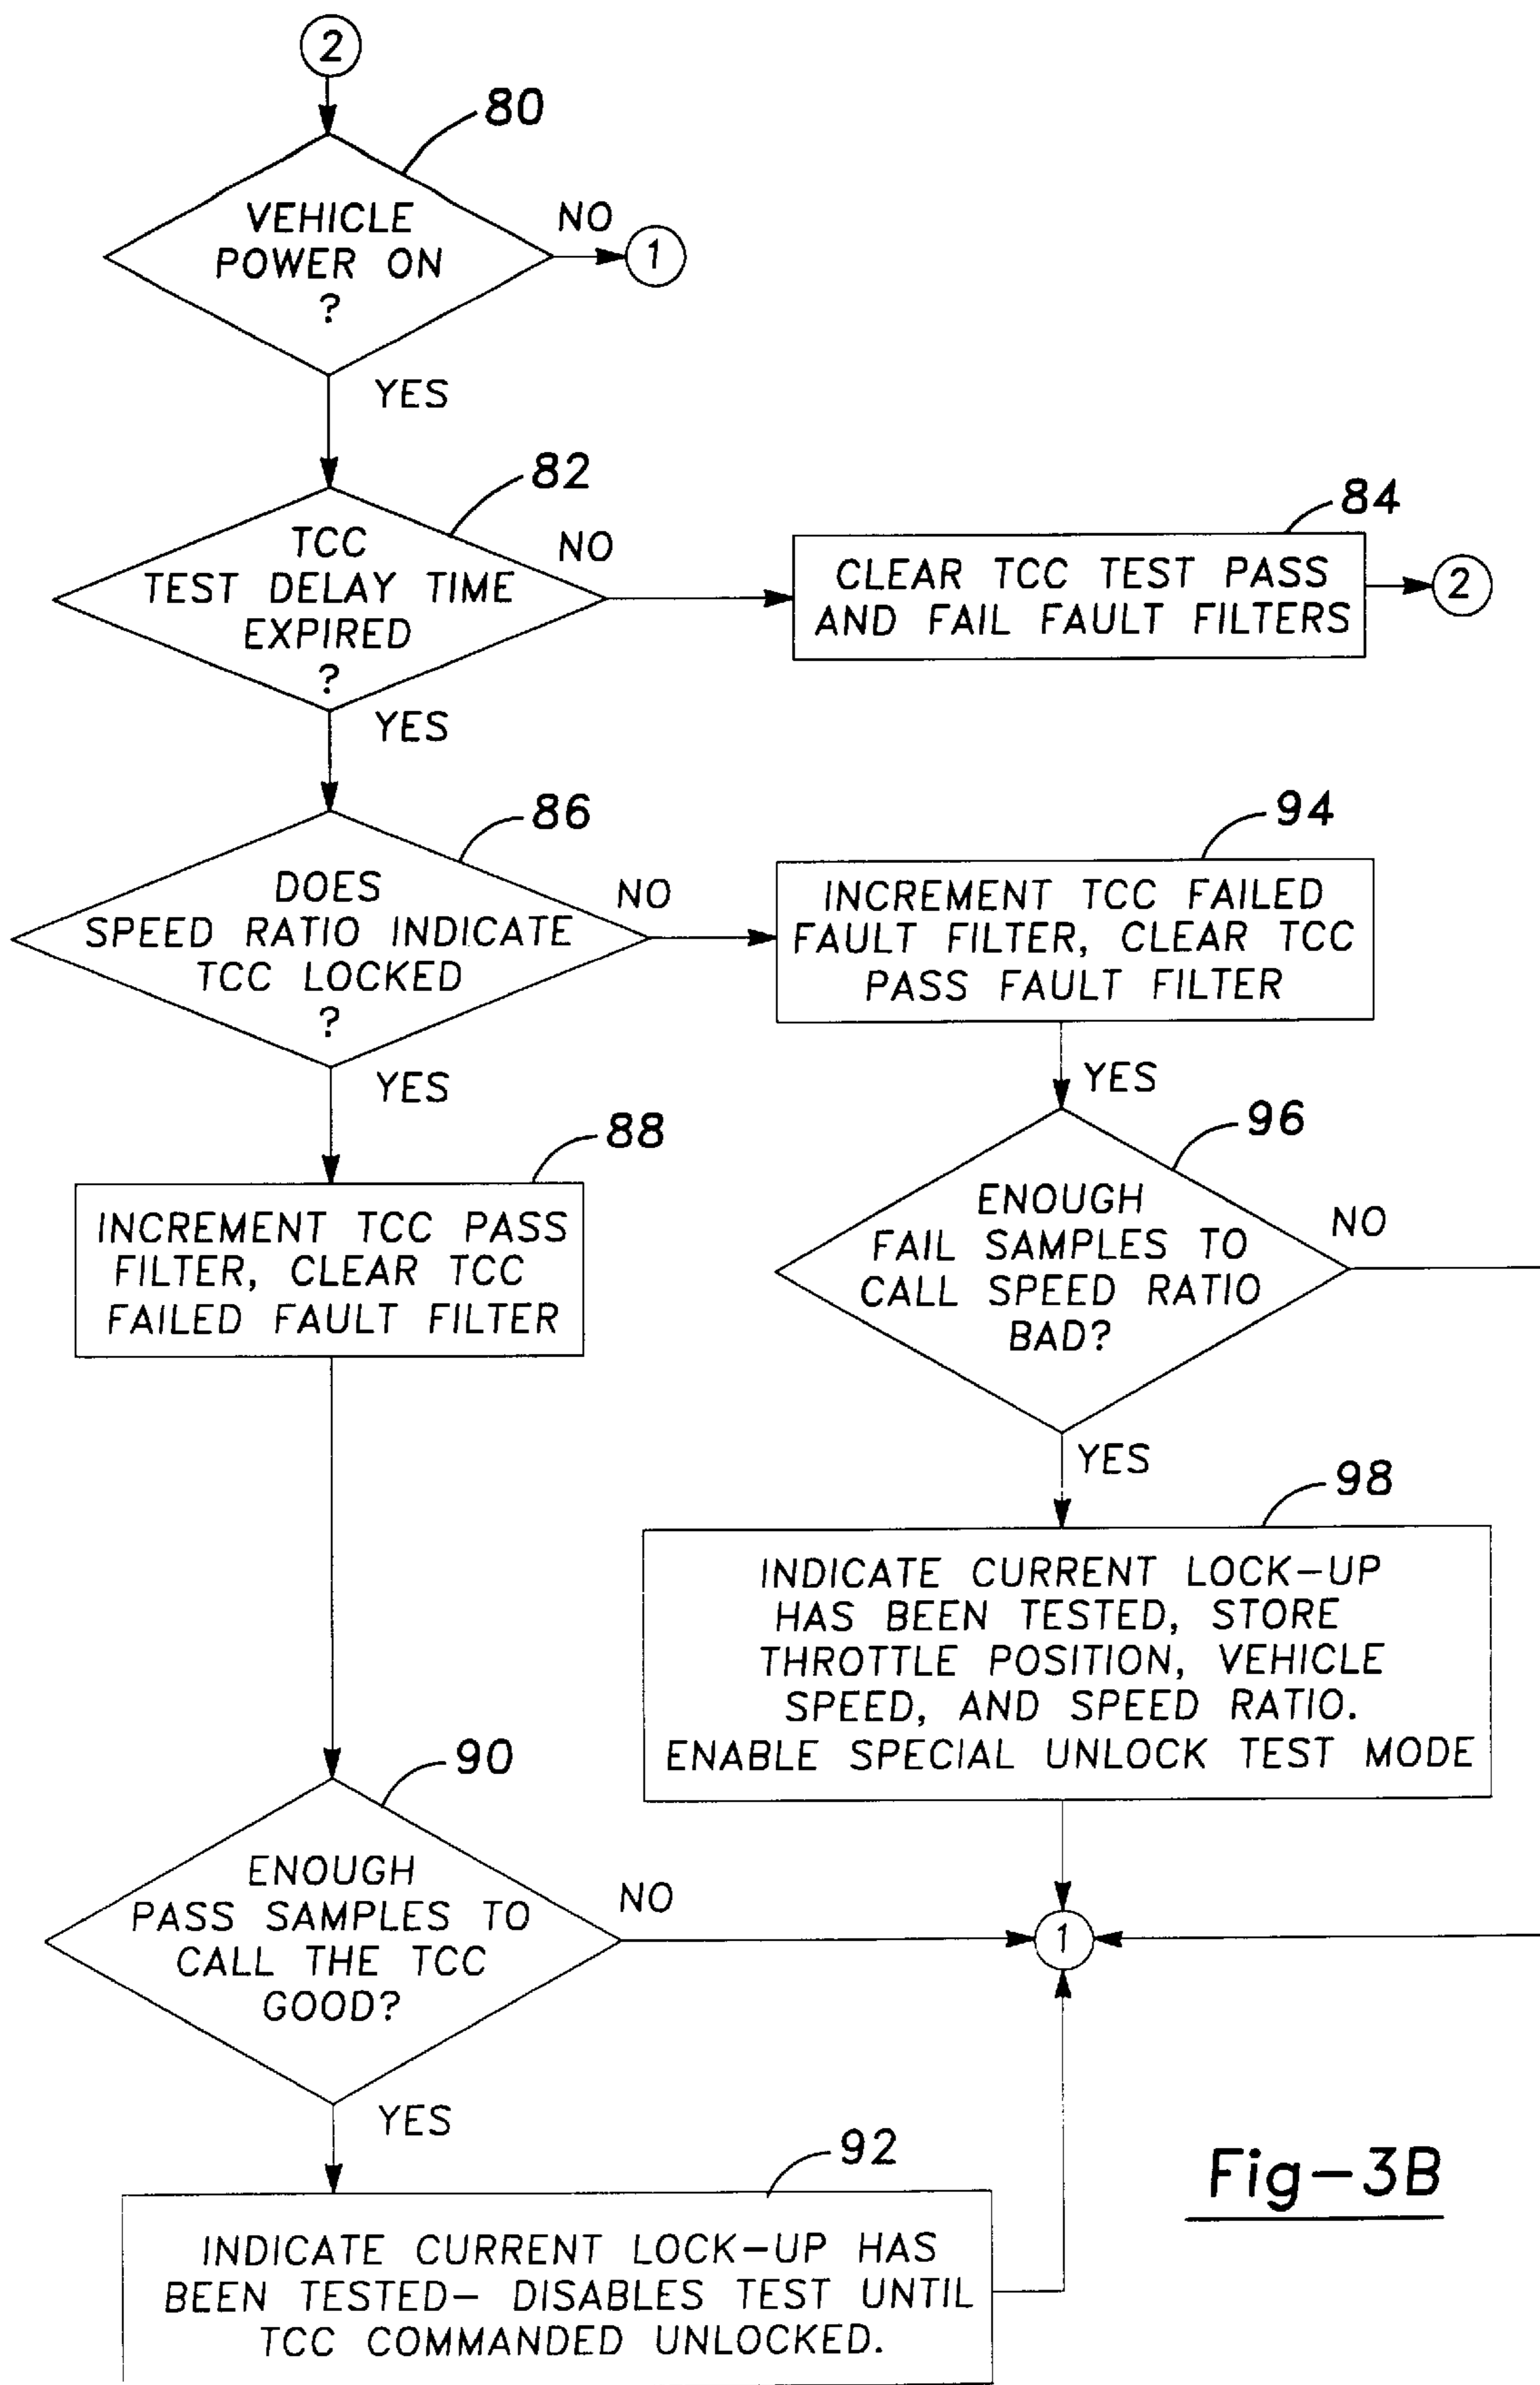 2
80
VEHICLE
POWER ON
?
NO
1
YES
82
TCC
TEST DELAY TIME
EXPIRED
?
NO
84
CLEAR TCC TEST PASS
AND FAIL FAULT FILTERS
2
YES
86
DOES
SPEED RATIO INDICATE
TCC LOCKED
?
NO
94
INCREMENT TCC FAILED
FAULT FILTER, CLEAR TCC
PASS FAULT FILTER
YES
YES
88
INCREMENT TCC PASS
FILTER, CLEAR TCC
FAILED FAULT FILTER
96
ENOUGH
FAIL SAMPLES TO
CALL SPEED RATIO
BAD?
NO
YES
98
INDICATE CURRENT LOCK-UP
HAS BEEN TESTED, STORE
THROTTLE POSITION, VEHICLE
SPEED, AND SPEED RATIO.
ENABLE SPECIAL UNLOCK TEST MODE
90
ENOUGH
PASS SAMPLES TO
CALL THE TCC
GOOD?
NO
1
YES
92
INDICATE CURRENT LOCK-UP HAS
BEEN TESTED- DISABLES TEST UNTIL
TCC COMMANDED UNLOCKED.
Fig-3B